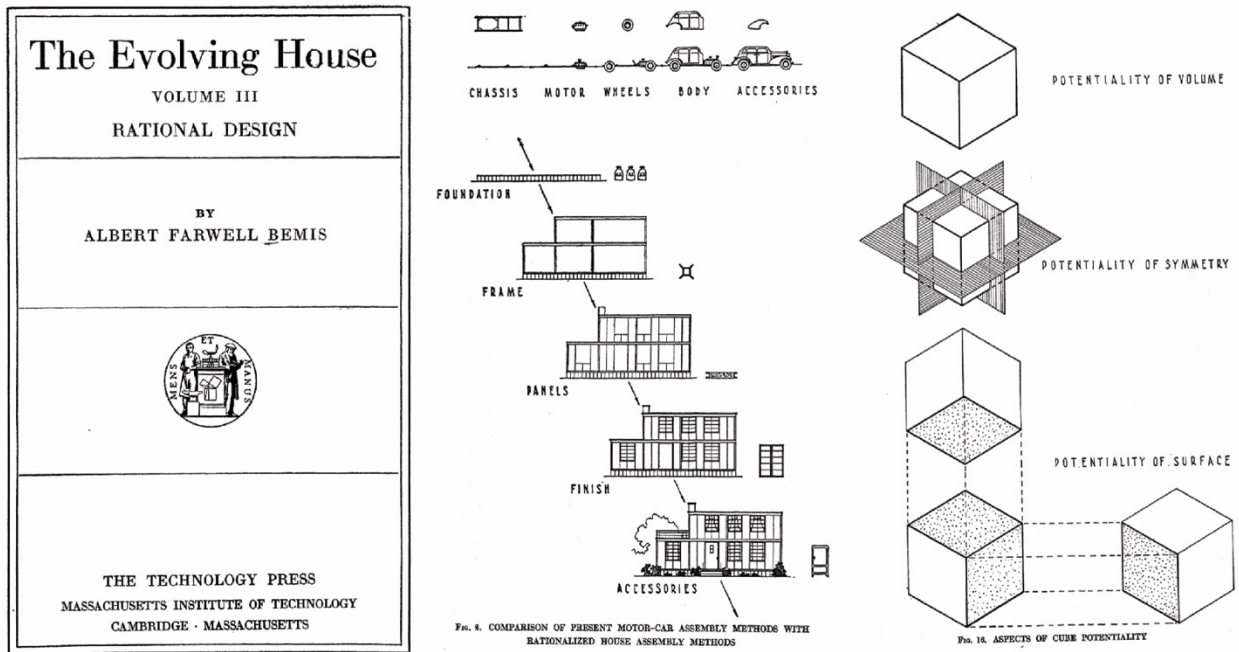 The Evolving House
VOLUME III
RATIONAL DESIGN
BY
ALBERT FARWELL BEMIS
MENS ET MANUS
THE TECHNOLOGY PRESS
MASSACHUSETTS INSTITUTE OF TECHNOLOGY
CAMBRIDGE · MASSACHUSETTS
CHASSIS MOTOR WHEELS BODY ACCESSORIES
FOUNDATION
FRAME
PANELS
FINISH
ACCESSORIES
FIG. 8. COMPARISON OF PRESENT MOTOR-CAR ASSEMBLY METHODS WITH
RATIONALIZED HOUSE ASSEMBLY METHODS
POTENTIALITY OF VOLUME
POTENTIALITY OF SYMMETRY
POTENTIALITY OF SURFACE
FIG. 16. ASPECTS OF CUBE POTENTIALITY